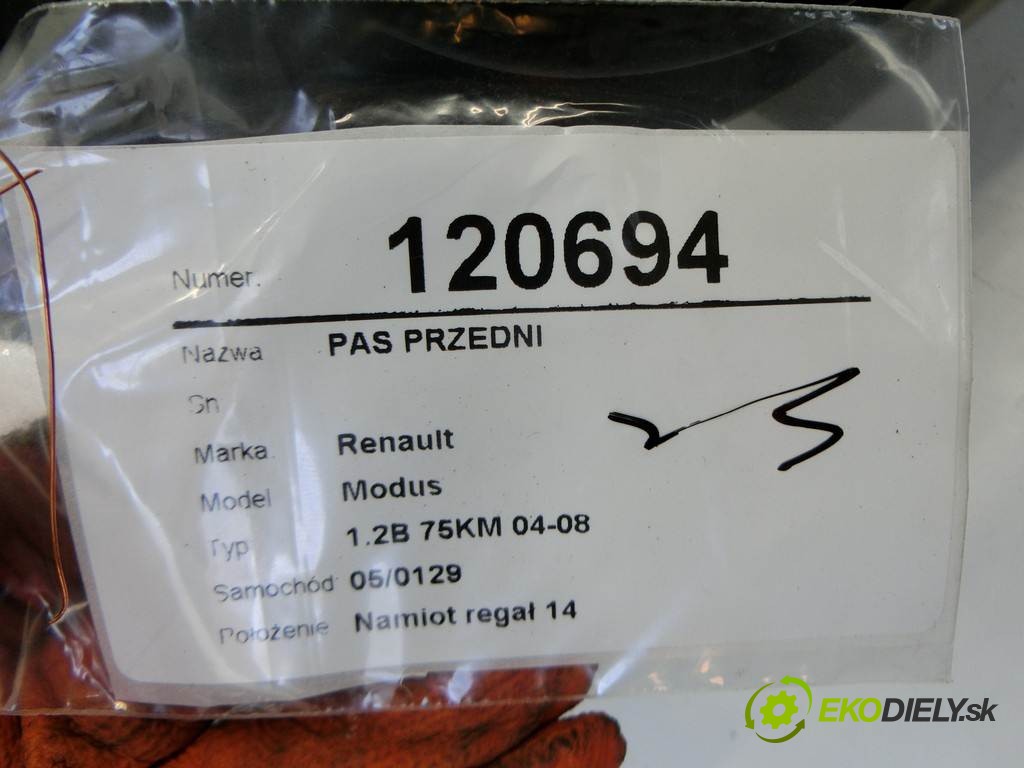 Numer. 120694
Nazwa PAS PRZEDNI
Sn
Marka. Renault
Model Modus
Typ 1.2B 75KM 04-08
Samochód 05/0129
Położenie Namiot regał 14
EKODIELY.sk